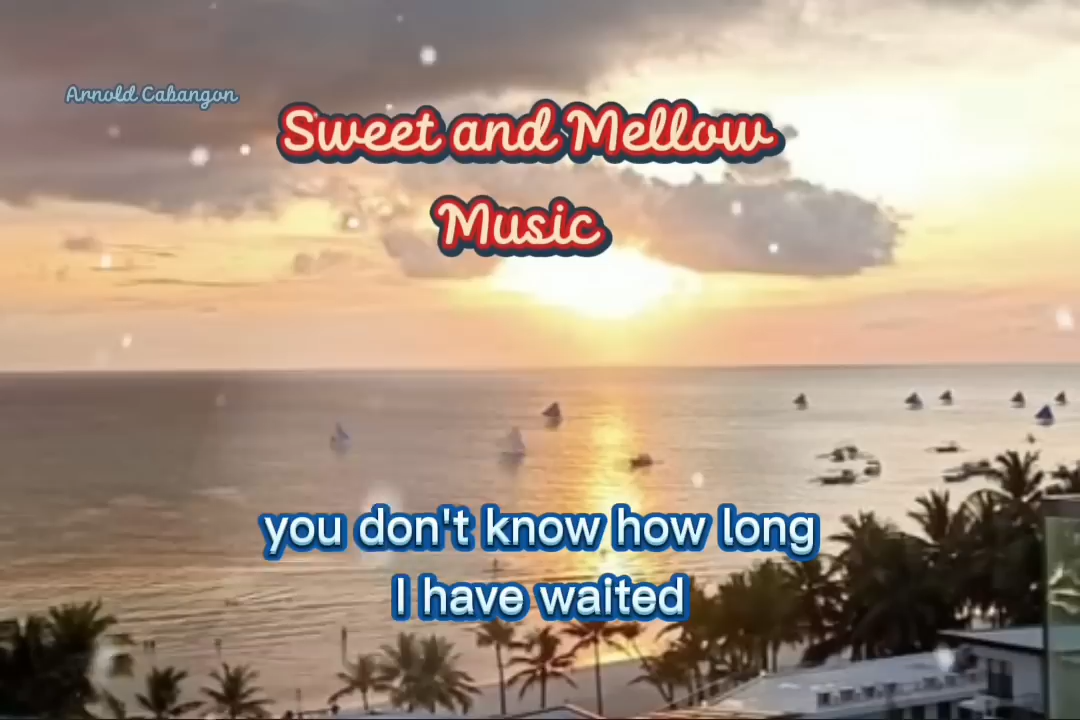 Arnold Cabangon
Sweet and Mellow
Music
you don't know how long
I have waited